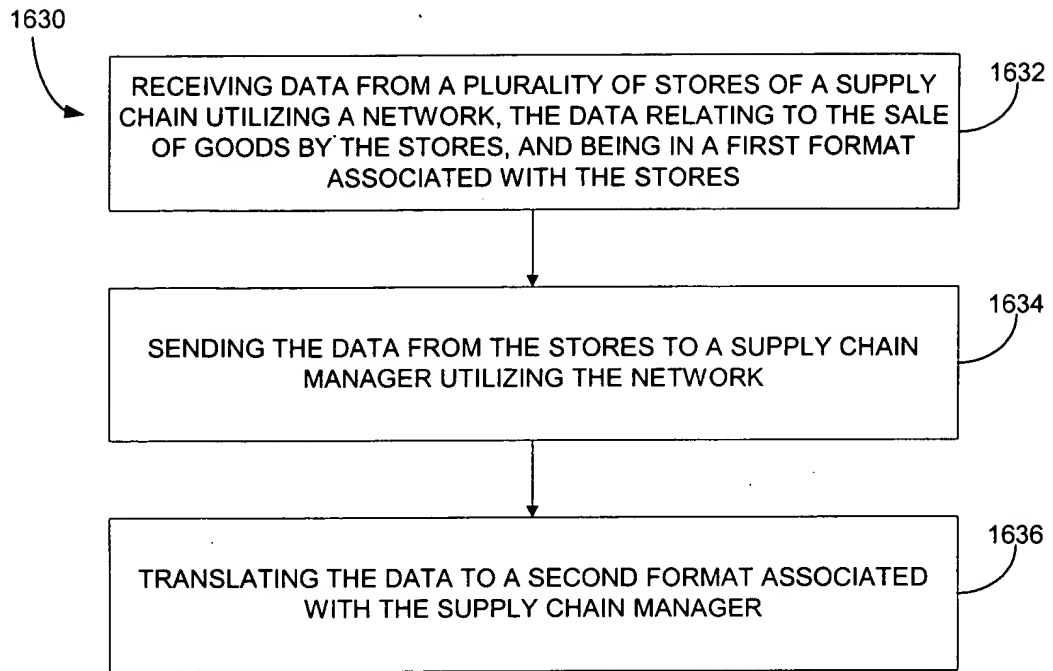 1630
RECEIVING DATA FROM A PLURALITY OF STORES OF A SUPPLY
CHAIN UTILIZING A NETWORK, THE DATA RELATING TO THE SALE
OF GOODS BY THE STORES, AND BEING IN A FIRST FORMAT
ASSOCIATED WITH THE STORES
1632
SENDING THE DATA FROM THE STORES TO A SUPPLY CHAIN
MANAGER UTILIZING THE NETWORK
1634
TRANSLATING THE DATA TO A SECOND FORMAT ASSOCIATED
WITH THE SUPPLY CHAIN MANAGER
1636